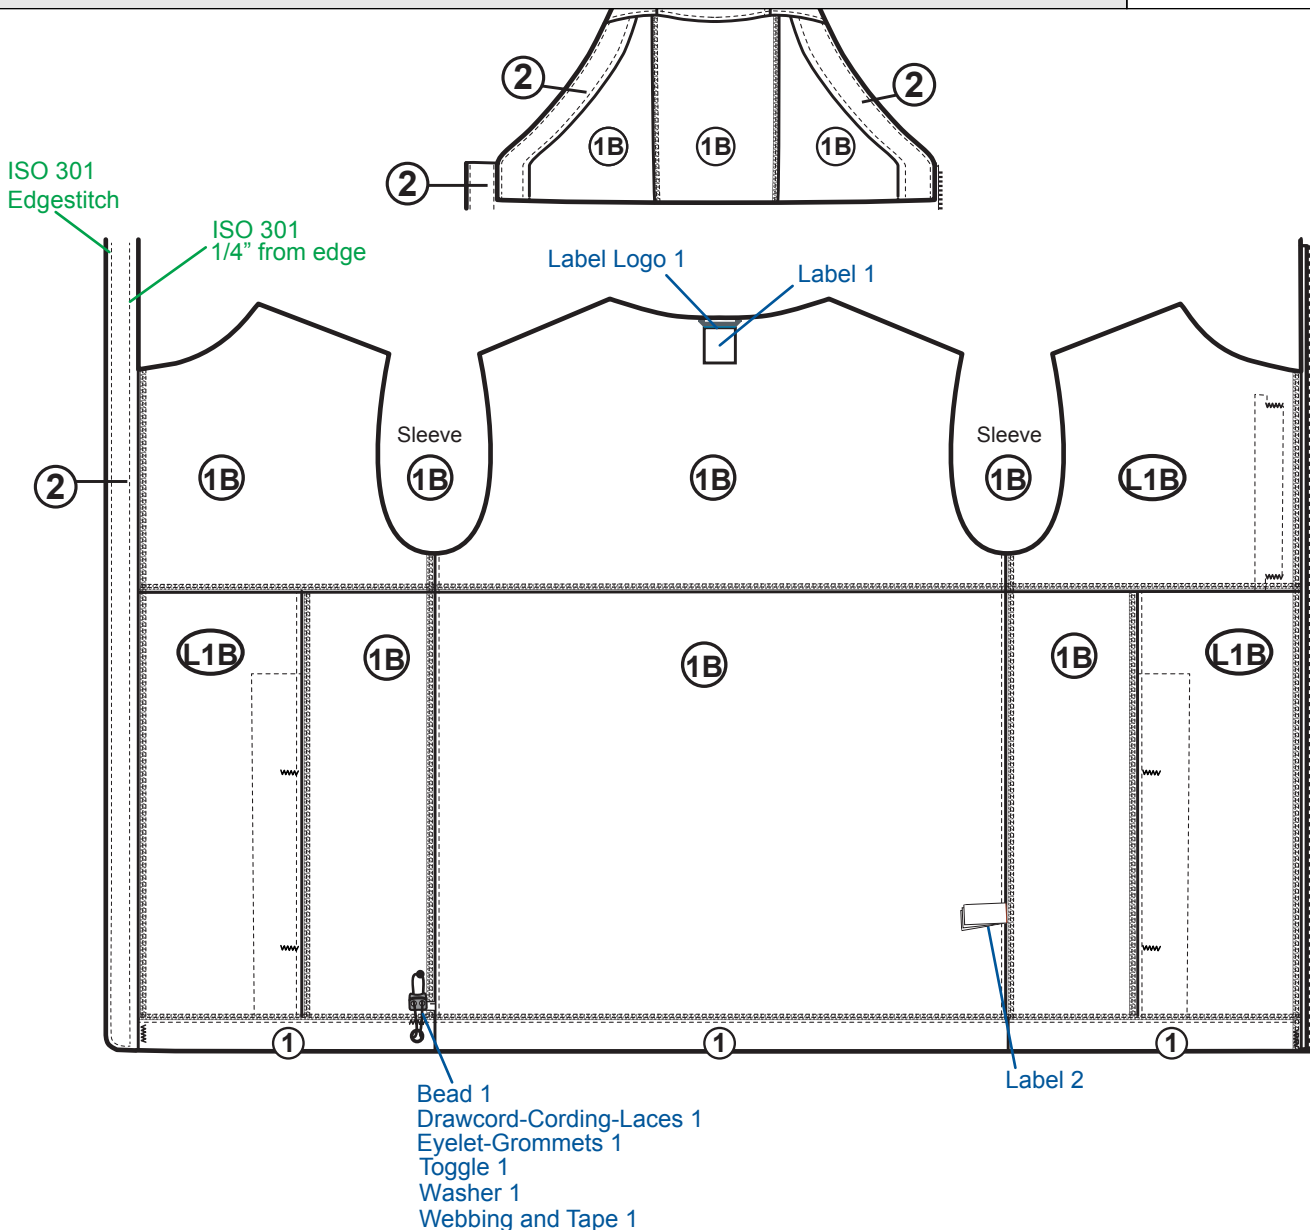 2
2
1B
1B
1B
2
ISO 301
Edgestitch
ISO 301
1/4” from edge
Label Logo 1
Label 1
Sleeve
Sleeve
2
1B
1B
1B
1B
L1B
L1B
1B
1B
1B
L1B
1
1
1
Label 2
Bead 1
Drawcord-Cording-Laces 1
Eyelet-Grommets 1
Toggle 1
Washer 1
Webbing and Tape 1